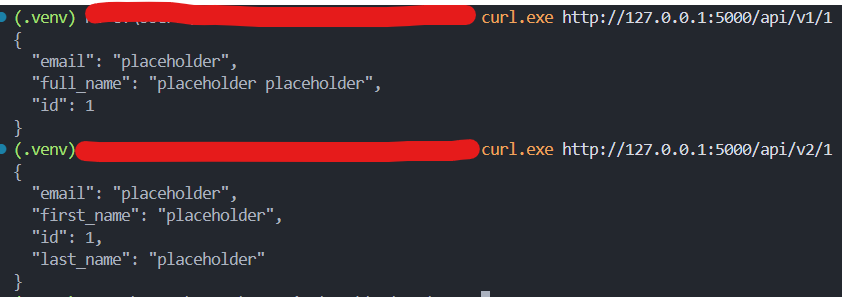 (.venv) curl.exe http://127.0.0.1:5000/api/v1/1
{
  "email": "placeholder",
  "full_name": "placeholder placeholder",
  "id": 1
}
(.venv) curl.exe http://127.0.0.1:5000/api/v2/1
{
  "email": "placeholder",
  "first_name": "placeholder",
  "id": 1,
  "last_name": "placeholder"
}